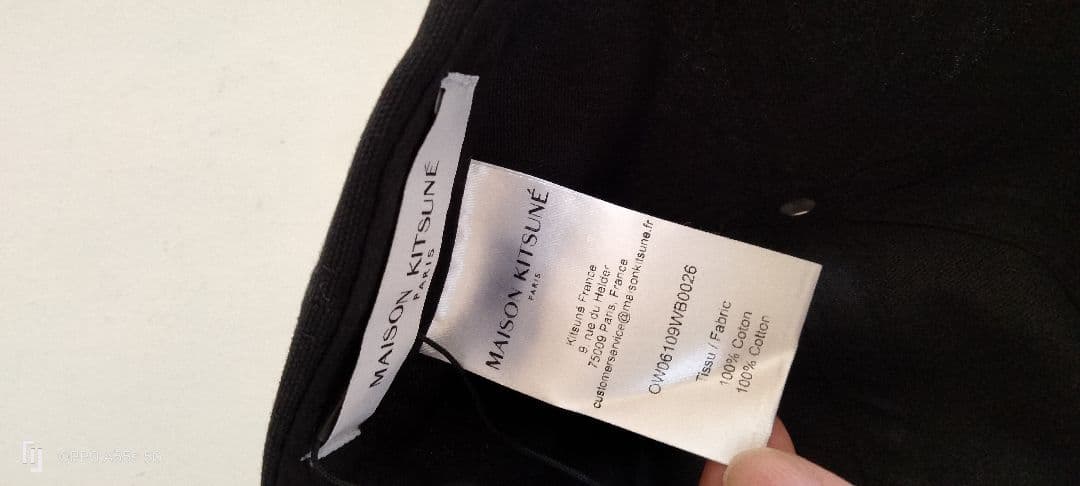 MAISON KITSUNÉ
PARIS
MAISON KITSUNÉ
PARIS
Kitsuné France
9, rue du Helder
75009 Paris, France
customerservice@maisonkitsune.fr
OW06109WB0026
Tissu / Fabric
100% Coton
100% Cotton